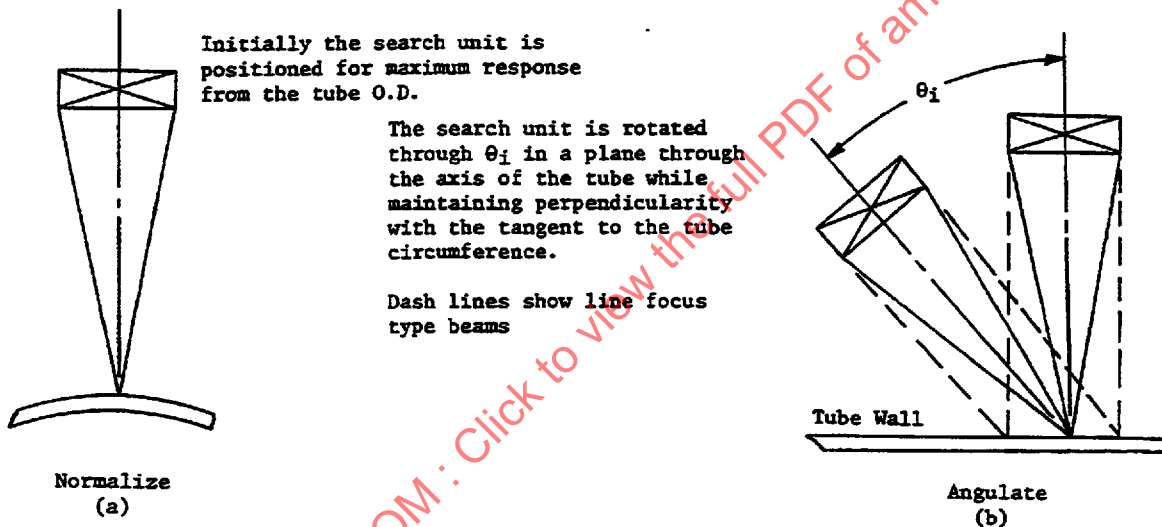 Initially the search unit is
positioned for maximum response
from the tube O.D.
The search unit is rotated
through θi in a plane through
the axis of the tube while
maintaining perpendicularity
with the tangent to the tube
circumference.
Dash lines show line focus
type beams
θi
Tube Wall
Normalize
(a)
Angulate
(b)
OM : Click to view the full PDF of am